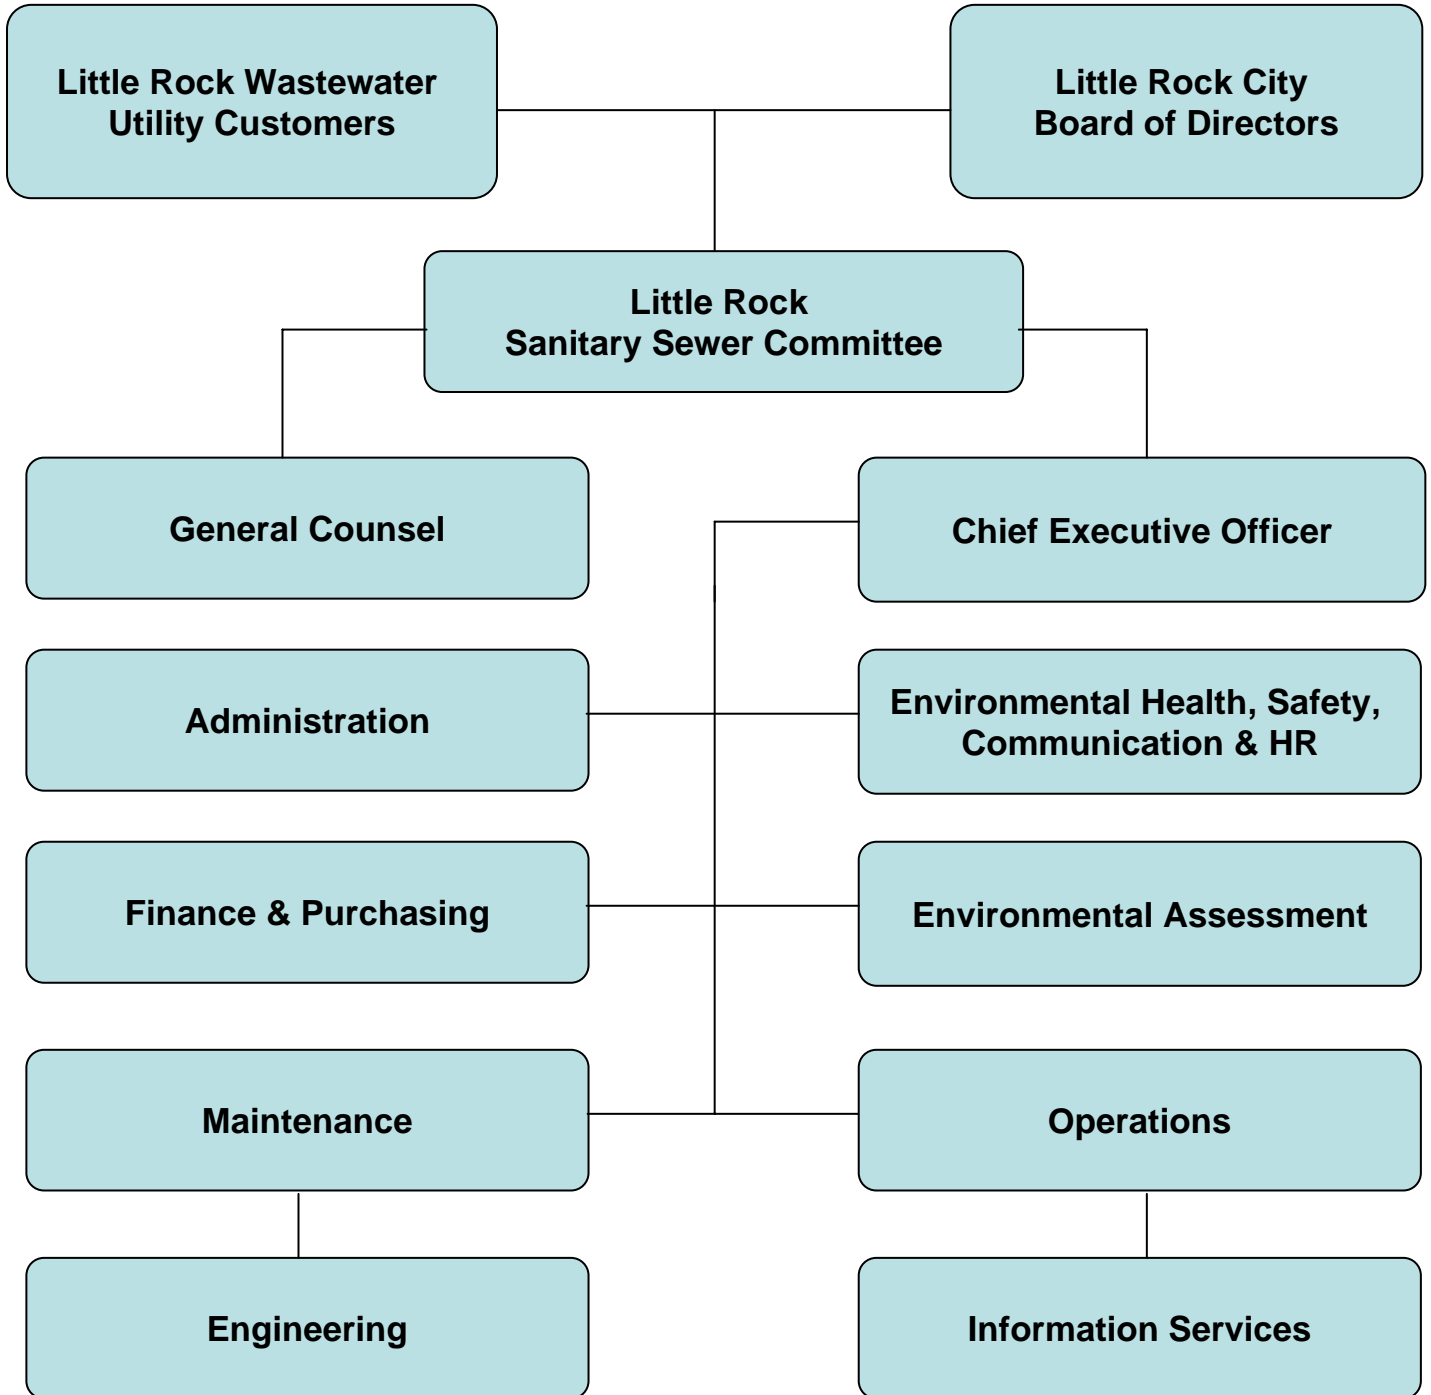 Little Rock Wastewater
Utility Customers
Little Rock City
Board of Directors
Little Rock
Sanitary Sewer Committee
General Counsel
Chief Executive Officer
Administration
Environmental Health, Safety,
Communication & HR
Finance & Purchasing
Environmental Assessment
Maintenance
Operations
Engineering
Information Services